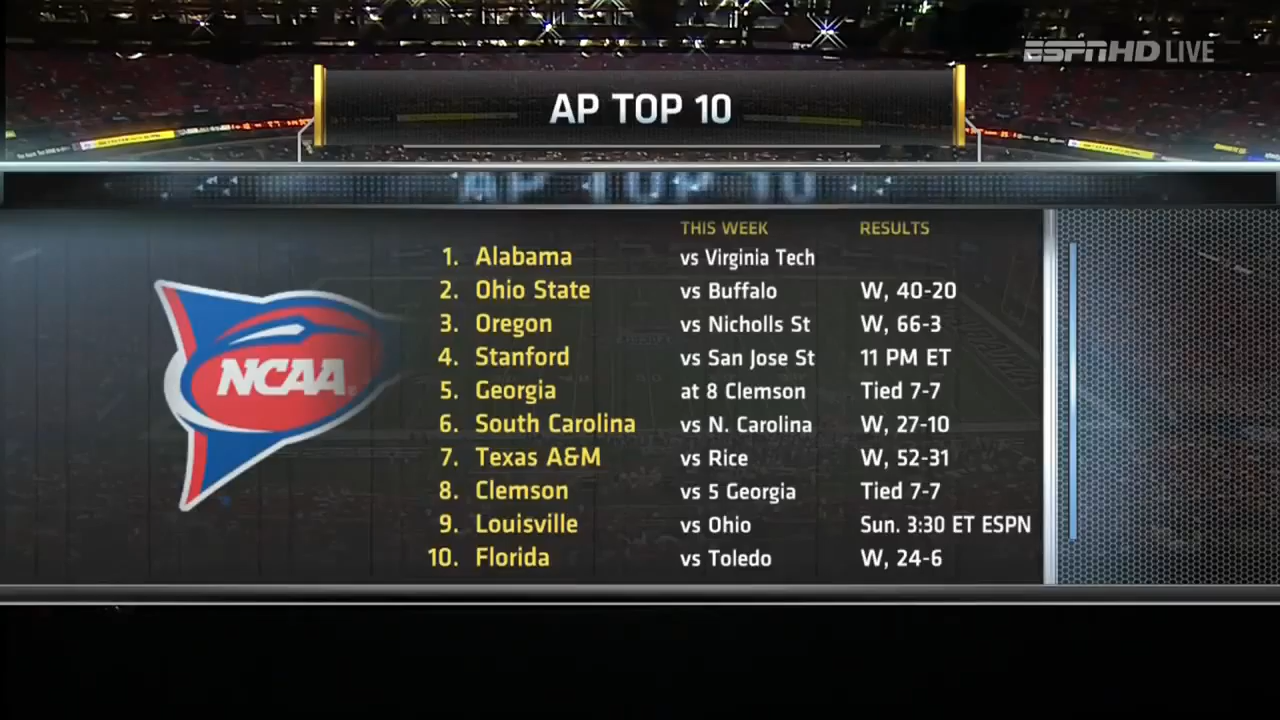 ESPNHD LIVE
AP TOP 10
AP TOP 10
THIS WEEK RESULTS
1. Alabama vs Virginia Tech
2. Ohio State vs Buffalo W, 40-20
3. Oregon vs Nicholls St W, 66-3
4. Stanford vs San Jose St 11 PM ET
5. Georgia at 8 Clemson Tied 7-7
6. South Carolina vs N. Carolina W, 27-10
7. Texas A&M vs Rice W, 52-31
8. Clemson vs 5 Georgia Tied 7-7
9. Louisville vs Ohio Sun. 3:30 ET ESPN
10. Florida vs Toledo W, 24-6
NCAA